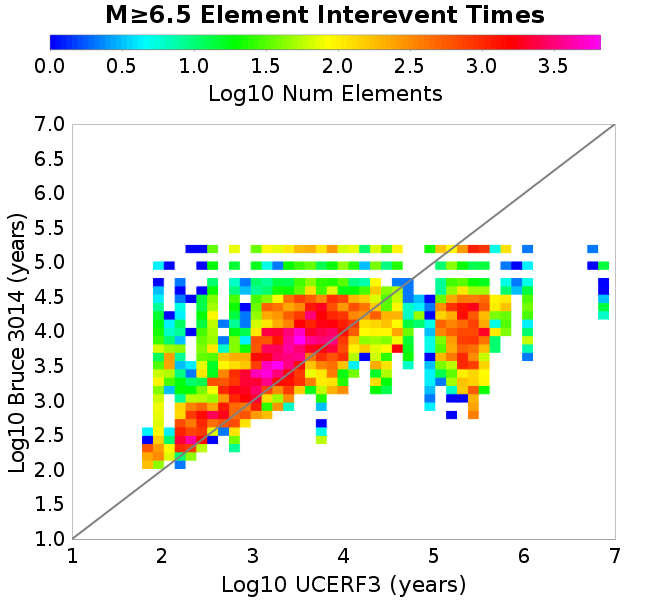 M≥6.5 Element Interevent Times
0.0 0.5 1.0 1.5 2.0 2.5 3.0 3.5
Log10 Num Elements
7.0
6.5
6.0
5.5
5.0
4.5
4.0
3.5
3.0
2.5
2.0
1.5
1.0
Log10 Bruce 3014 (years)
1 2 3 4 5 6 7
Log10 UCERF3 (years)